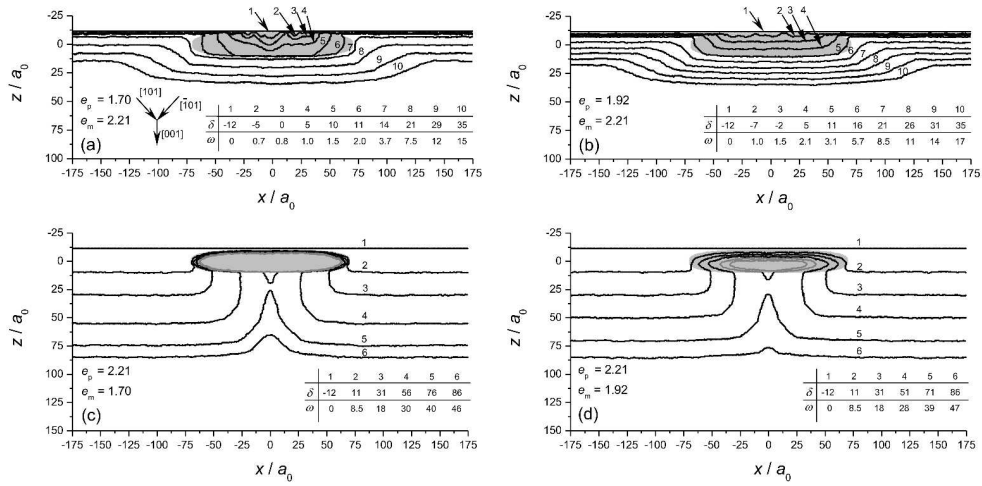 -25
0
25
50
75
100
z / a0
1 2 3 4
5 6 7 8
9
10
ep = 1.70
em = 2.21
[101] [1̄01]
[001]
(a)
1 2 3 4 5 6 7 8 9 10
δ -12 -5 0 5 10 11 14 21 29 35
ω 0 0.7 0.8 1.0 1.5 2.0 3.7 7.5 12 15
-175 -150 -125 -100 -75 -50 -25 0 25 50 75 100 125 150 175
x / a0
-25
0
25
50
75
100
z / a0
1 2 3 4
5 6 7 8
9
10
ep = 1.92
em = 2.21
(b)
1 2 3 4 5 6 7 8 9 10
δ -12 -7 -2 5 11 16 21 26 31 35
ω 0 1.0 1.5 2.1 3.1 5.7 8.5 11 14 17
-175 -150 -125 -100 -75 -50 -25 0 25 50 75 100 125 150 175
x / a0
-25
0
25
50
75
100
125
150
z / a0
1
2
3
4
5
6
ep = 2.21
em = 1.70
(c)
1 2 3 4 5 6
δ -12 11 31 56 76 86
ω 0 8.5 18 30 40 46
-175 -150 -125 -100 -75 -50 -25 0 25 50 75 100 125 150 175
x / a0
-25
0
25
50
75
100
125
150
z / a0
1
2
3
4
5
6
ep = 2.21
em = 1.92
(d)
1 2 3 4 5 6
δ -12 11 31 51 71 86
ω 0 8.5 18 28 39 47
-175 -150 -125 -100 -75 -50 -25 0 25 50 75 100 125 150 175
x / a0